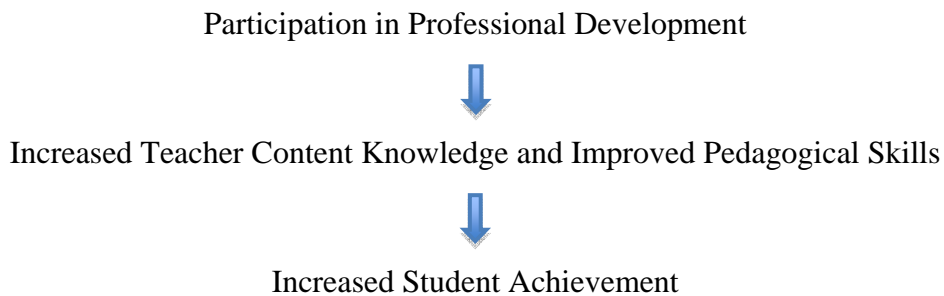 Participation in Professional Development
Increased Teacher Content Knowledge and Improved Pedagogical Skills
Increased Student Achievement